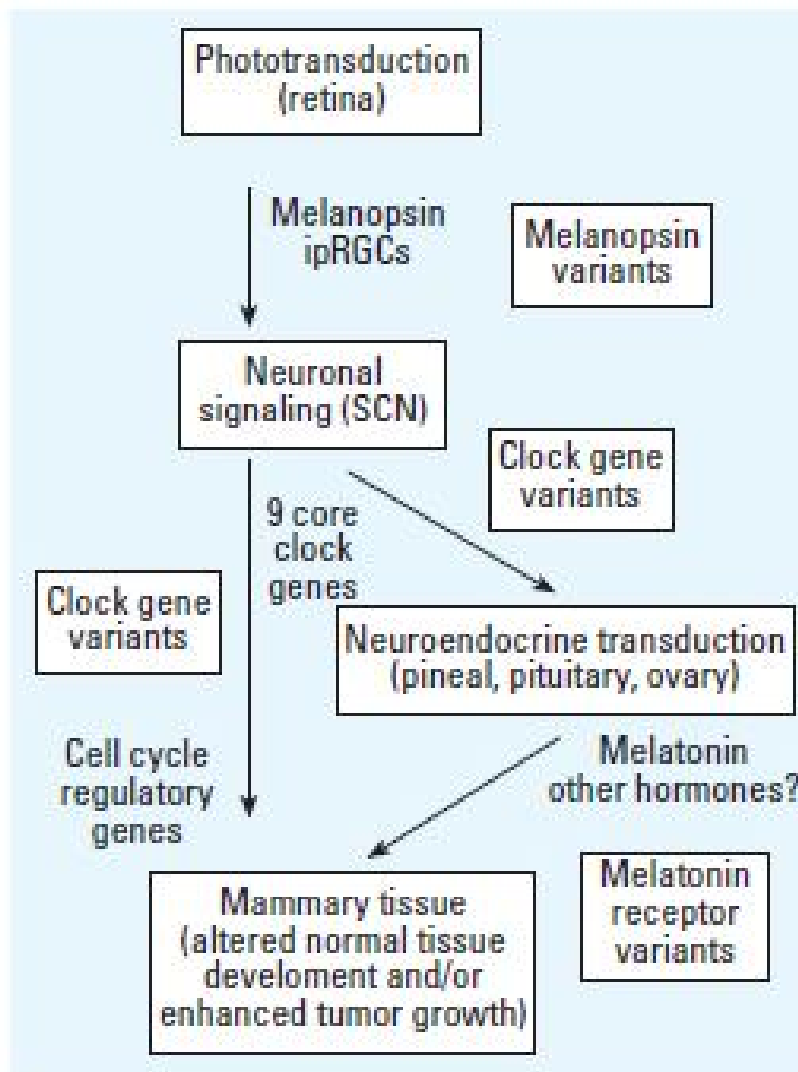 Phototransduction
(retina)
Melanopsin
ipRGCs
Melanopsin
variants
Neuronal
signaling (SCN)
Clock gene
variants
9 core
clock
genes
Clock gene
variants
Neuroendocrine transduction
(pineal, pituitary, ovary)
Cell cycle
regulatory
genes
Melatonin
other hormones?
Mammary tissue
(altered normal tissue
develoment and/or
enhanced tumor growth)
Melatonin
receptor
variants